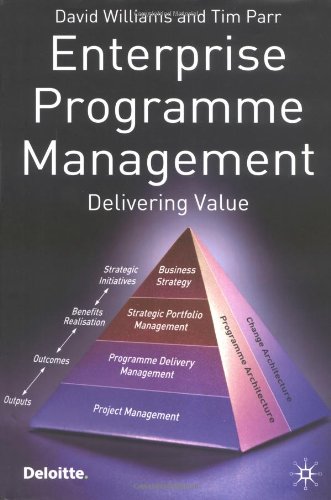 David Williams and Tim Parr
Enterprise
Programme
Management
Delivering Value
Strategic
Initiatives
Business
Strategy
Benefits
Realisation
Strategic Portfolio
Management
Outcomes
Programme Delivery
Management
Outputs
Project Management
Programme Architecture
Change Architecture
Deloitte.